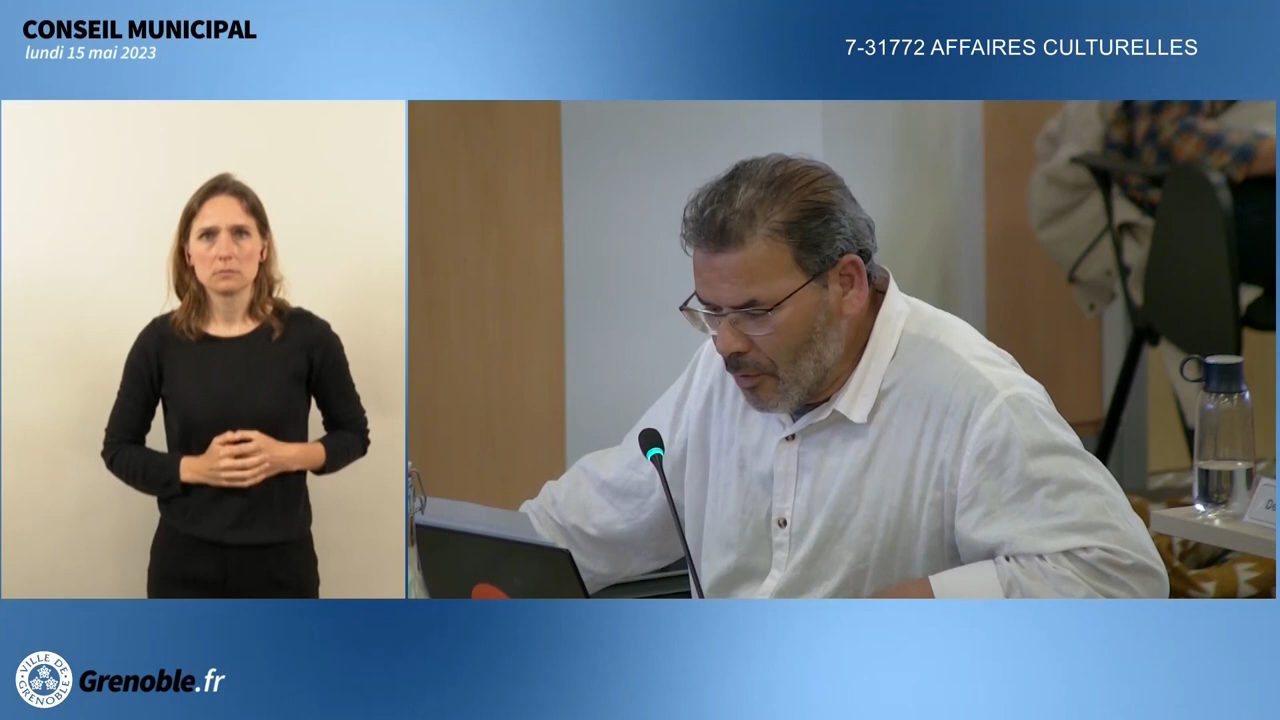 CONSEIL MUNICIPAL
lundi 15 mai 2023
7-31772 AFFAIRES CULTURELLES
VILLE DE
GRENOBLE
Grenoble.fr